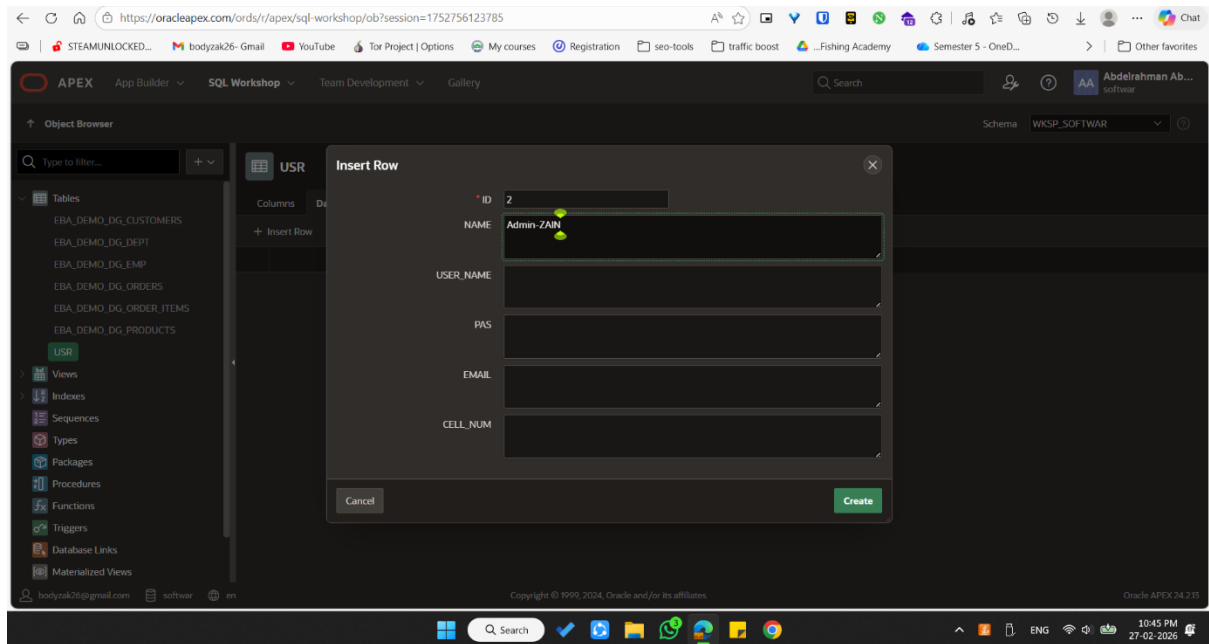 https://oracleapex.com/ords/r/apex/sql-workshop/ob?session=1752756123785
Chat
STEAMUNLOCKED...
bodyzak26- Gmail
YouTube
Tor Project | Options
My courses
Registration
seo-tools
traffic boost
...Fishing Academy
Semester 5 - OneD...
Other favorites
APEX
App Builder
SQL Workshop
Team Development
Gallery
Search
AA
Abdelrahman Ab...
softwar
Object Browser
Schema
WKSP_SOFTWAR
Type to filter...
USR
Columns
Da
+ Insert Row
Tables
EBA_DEMO_DG_CUSTOMERS
EBA_DEMO_DG_DEPT
EBA_DEMO_DG_EMP
EBA_DEMO_DG_ORDERS
EBA_DEMO_DG_ORDER_ITEMS
EBA_DEMO_DG_PRODUCTS
USR
Views
Indexes
Sequences
Types
Packages
Procedures
Functions
Triggers
Database Links
Materialized Views
Insert Row
* ID 2
NAME Admin-ZAIN
USER_NAME
PAS
EMAIL
CELL_NUM
Cancel
Create
bodyzak26@gmail.com
softwar
en
Copyright © 1999, 2024, Oracle and/or its affiliates.
Oracle APEX 24.2.13
Search
ENG
10:45 PM
27-02-2026